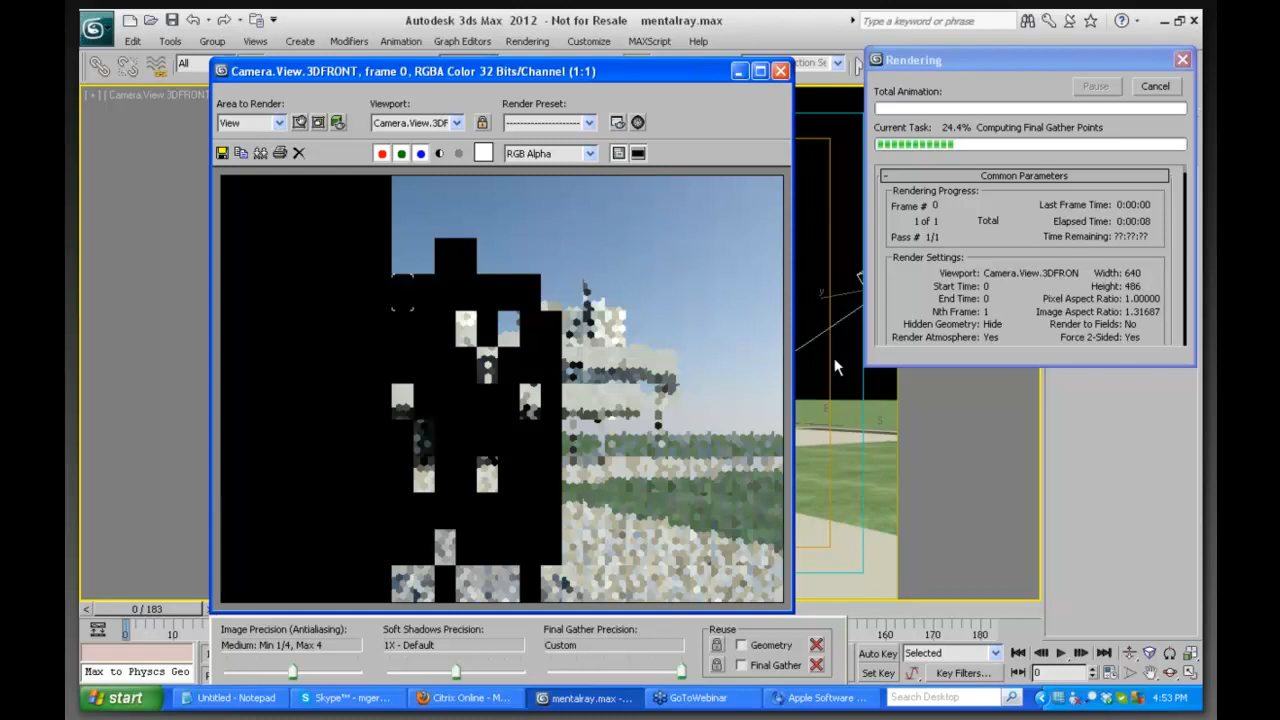 Autodesk 3ds Max 2012 - Not for Resale mentalray.max
Type a keyword or phrase
Edit Tools Group Views Create Modifiers Animation Graph Editors Rendering Customize MAXScript Help
All
Camera.View.3DFRONT, frame 0, RGBA Color 32 Bits/Channel (1:1)
Area to Render: Viewport: Render Preset:
View Camera.View.3DF
RGB Alpha
[ + ] [ Camera.View.3DFRONT
Rendering
Pause Cancel
Total Animation:
Current Task: 24.4% Computing Final Gather Points
- Common Parameters
Rendering Progress:
Frame # 0 Last Frame Time: 0:00:00
1 of 1 Total Elapsed Time: 0:00:08
Pass # 1/1 Time Remaining: ??:??:??
Render Settings:
Viewport: Camera.View.3DFRON Width: 640
Start Time: 0 Height: 486
End Time: 0 Pixel Aspect Ratio: 1.00000
Nth Frame: 1 Image Aspect Ratio: 1.31687
Hidden Geometry: Hide Render to Fields: No
Render Atmosphere: Yes Force 2-Sided: Yes
0 / 183
0 10 160 170 180
Image Precision (Antialiasing): Soft Shadows Precision: Final Gather Precision: Reuse
Medium: Min 1/4, Max 4 1X - Default Custom Geometry
Final Gather
Max to Physcs Geo
Auto Key Selected
Set Key Key Filters... 0
start Untitled - Notepad Skype™ - mger... Citrix Online - M... mentalray.max -... GoToWebinar Apple Software ... Search Desktop 4:53 PM